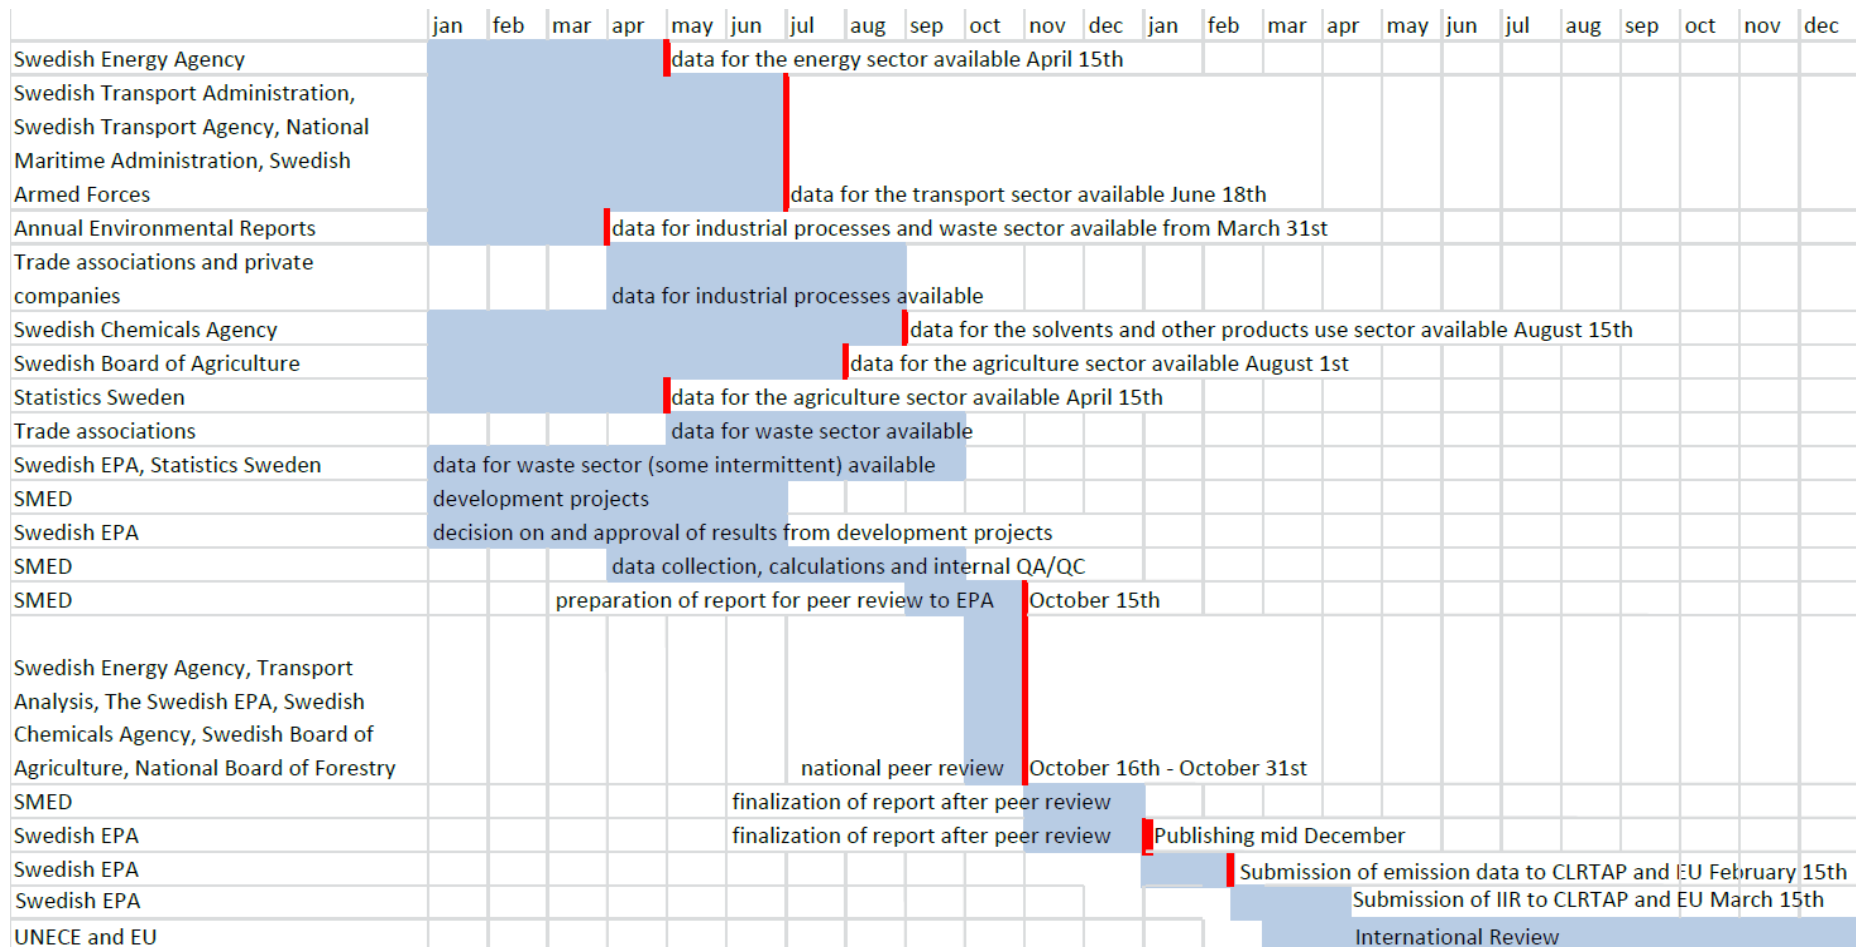 jan feb mar apr may jun jul aug sep oct nov dec jan feb mar apr may jun jul aug sep oct nov dec
Swedish Energy Agency data for the energy sector available April 15th
Swedish Transport Administration,
Swedish Transport Agency, National
Maritime Administration, Swedish
Armed Forces data for the transport sector available June 18th
Annual Environmental Reports data for industrial processes and waste sector available from March 31st
Trade associations and private
companies data for industrial processes available
Swedish Chemicals Agency data for the solvents and other products use sector available August 15th
Swedish Board of Agriculture data for the agriculture sector available August 1st
Statistics Sweden data for the agriculture sector available April 15th
Trade associations data for waste sector available
Swedish EPA, Statistics Sweden data for waste sector (some intermittent) available
SMED development projects
Swedish EPA decision on and approval of results from development projects
SMED data collection, calculations and internal QA/QC
SMED preparation of report for peer review to EPA October 15th
Swedish Energy Agency, Transport
Analysis, The Swedish EPA, Swedish
Chemicals Agency, Swedish Board of
Agriculture, National Board of Forestry national peer review October 16th - October 31st
SMED finalization of report after peer review
Swedish EPA finalization of report after peer review Publishing mid December
Swedish EPA Submission of emission data to CLRTAP and EU February 15th
Swedish EPA Submission of IIR to CLRTAP and EU March 15th
UNECE and EU International Review